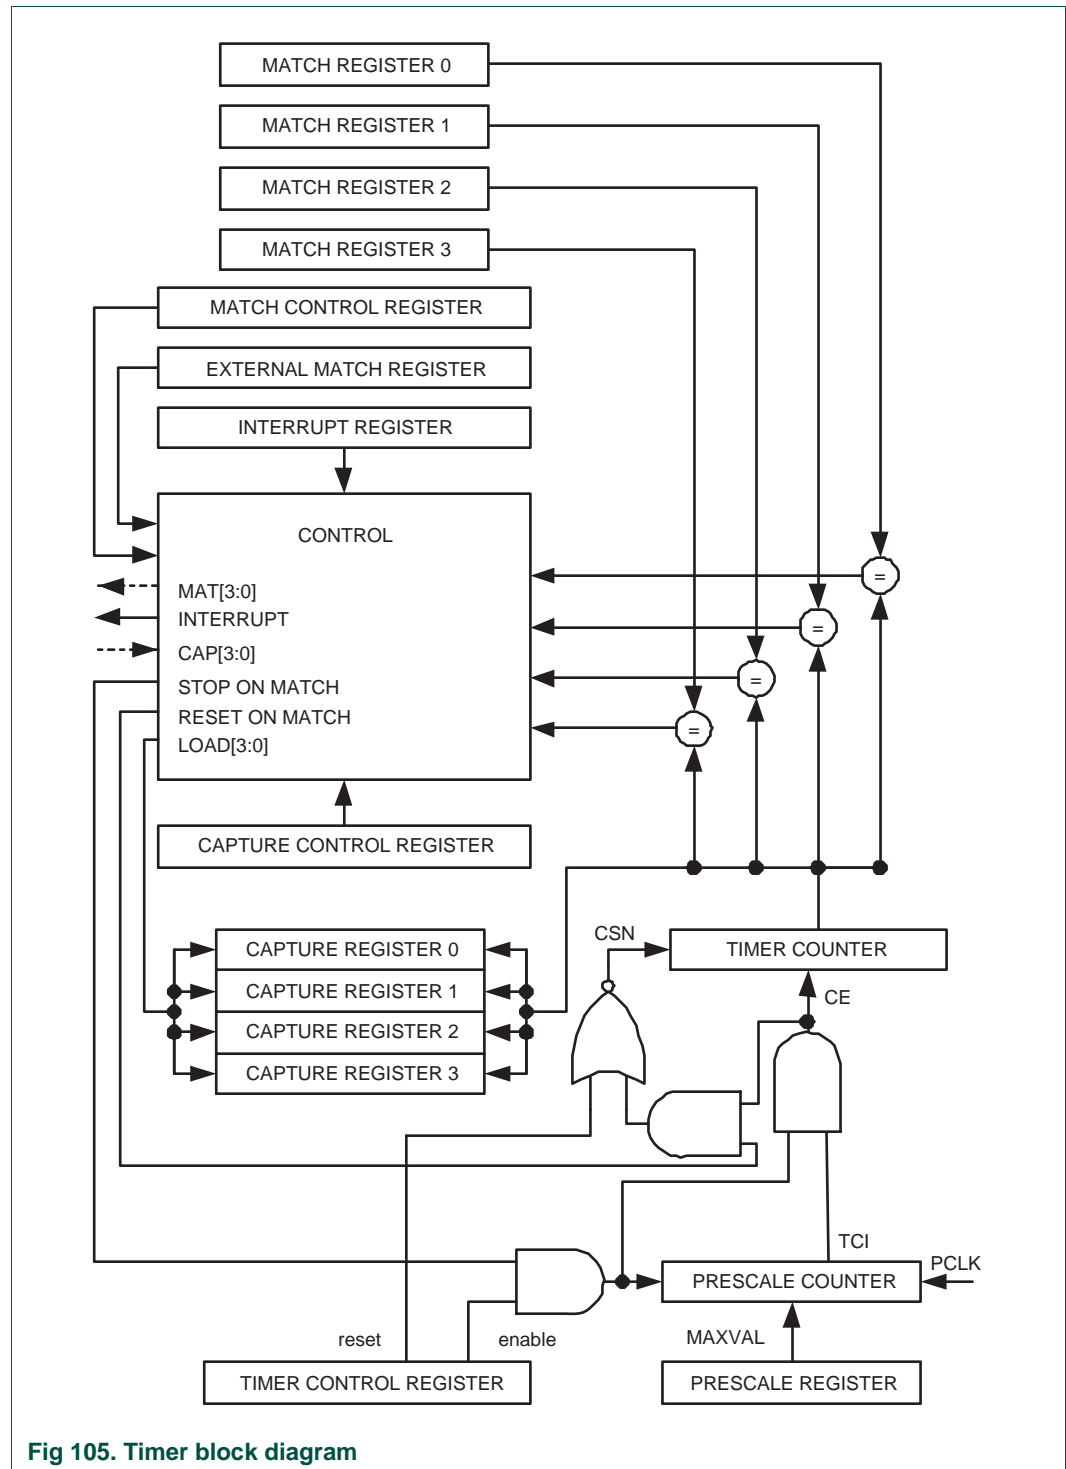 MATCH REGISTER 0
MATCH REGISTER 1
MATCH REGISTER 2
MATCH REGISTER 3
MATCH CONTROL REGISTER
EXTERNAL MATCH REGISTER
INTERRUPT REGISTER
CONTROL
=
=
=
=
MAT[3:0]
INTERRUPT
CAP[3:0]
STOP ON MATCH
RESET ON MATCH
LOAD[3:0]
CAPTURE CONTROL REGISTER
CAPTURE REGISTER 0
CAPTURE REGISTER 1
CAPTURE REGISTER 2
CAPTURE REGISTER 3
CSN
TIMER COUNTER
CE
TCI
PCLK
PRESCALE COUNTER
MAXVAL
PRESCALE REGISTER
reset
enable
TIMER CONTROL REGISTER
Fig 105. Timer block diagram